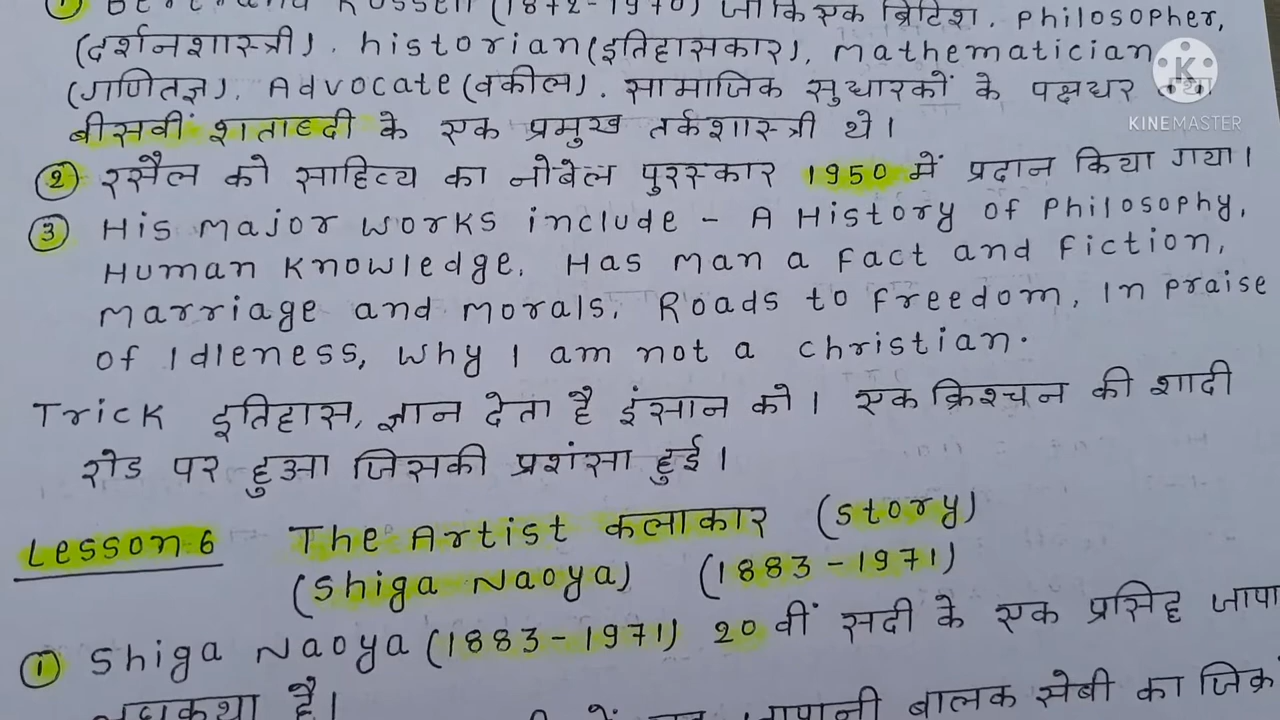 ① Bertrand Russell (1872-1970) जोकि एक ब्रिटिश. Philosopher,
(दर्शनशास्त्री). historian(इतिहासकार), Mathematician
(गणितज्ञ). Advocate(वकील). सामाजिक सुधारकों के पक्षधर
बीसवीं शताब्दी के एक प्रमुख तर्कशास्त्री थे।
② रसैल को साहित्य का नोबेल पुरस्कार 1950 में प्रदान किया गया।
③ His major works include - A History of Philosophy,
Human Knowledge. Has man a fact and fiction,
Marriage and Morals, Roads to freedom, In praise
of Idleness, why I am not a christian.
Trick इतिहास, ज्ञान देता है इंसान को। एक क्रिश्चन की शादी
रोड पर हुआ जिसकी प्रशंसा हुई।
Lesson 6 The Artist कलाकार (story)
(Shiga Naoya) (1883-1971)
① Shiga Naoya (1883-1971) 20 वीं सदी के एक प्रसिद्ध जापा
लघुकथा है।
जापानी बालक सेबी का जिक्र
K
KINEMASTER